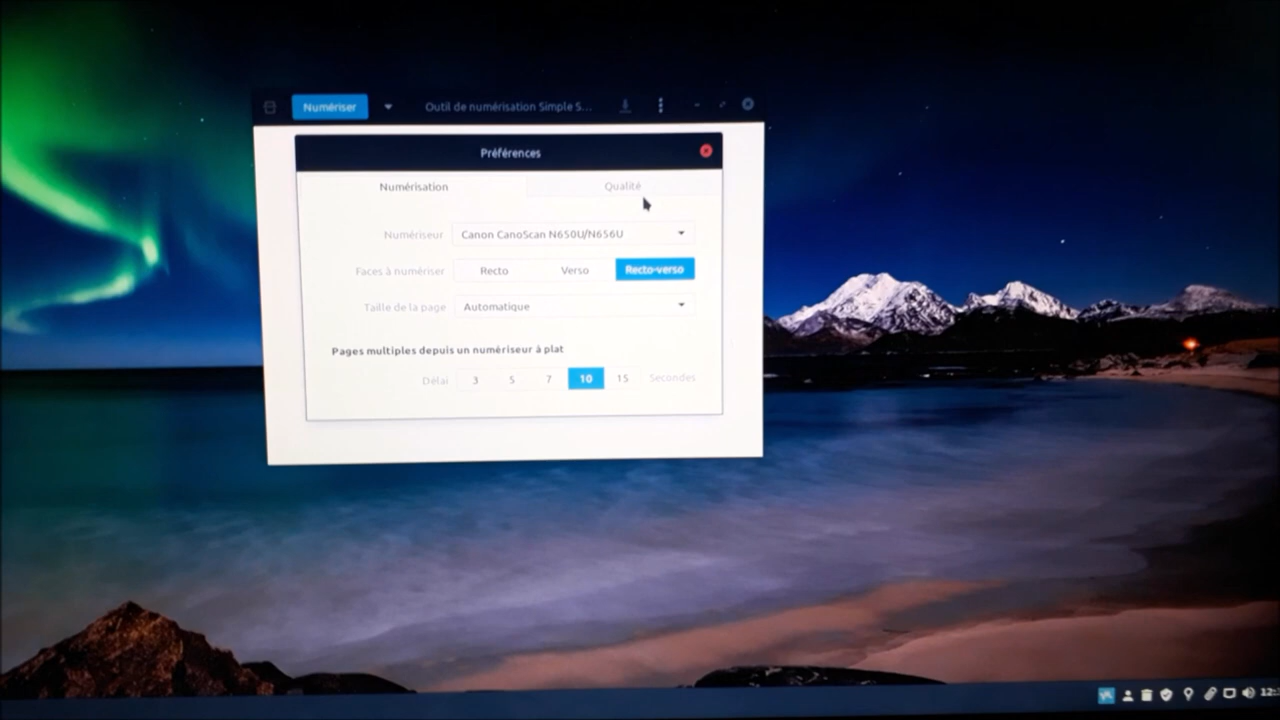 Numériser
Outil de numérisation Simple S...
Préférences
Numérisation Qualité
Numériseur Canon CanoScan N650U/N656U
Faces à numériser Recto Verso Recto-verso
Taille de la page Automatique
Pages multiples depuis un numériseur à plat
Délai 3 5 7 10 15 Secondes